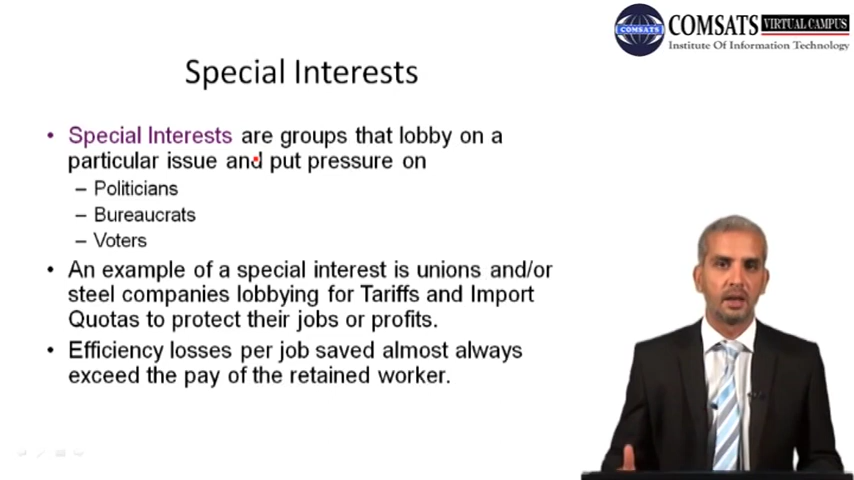 COMSATS VIRTUAL CAMPUS
COMSATS
Institute Of Information Technology
Special Interests
• Special Interests are groups that lobby on a
particular issue and put pressure on
– Politicians
– Bureaucrats
– Voters
• An example of a special interest is unions and/or
steel companies lobbying for Tariffs and Import
Quotas to protect their jobs or profits.
• Efficiency losses per job saved almost always
exceed the pay of the retained worker.